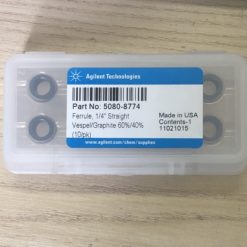 Agilent Technologies
Part No: 5080-8774
Ferrule, 1/4" Straight
Vespel/Graphite 60%/40%
(10/pk)
Made in USA
Contents-1
11021015
www.agilent.com/chem/supplies